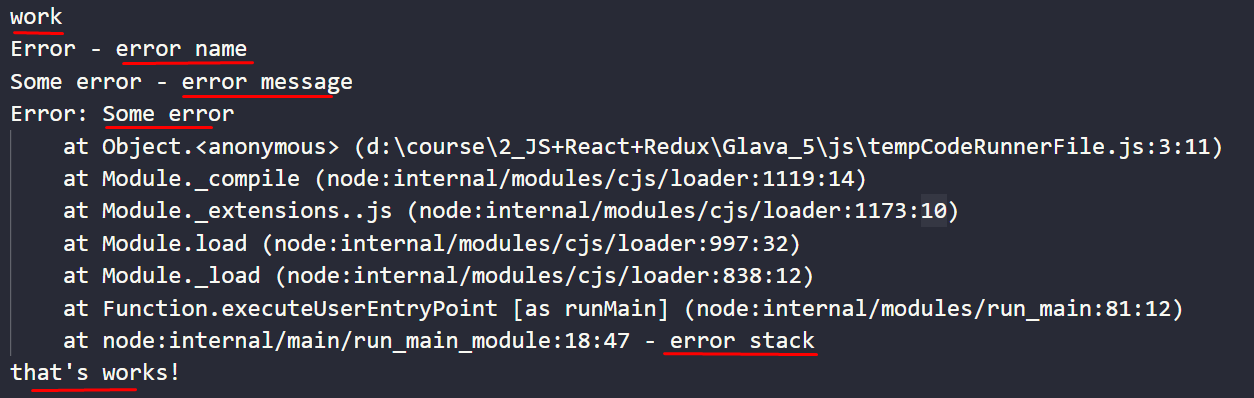 work
Error - error name
Some error - error message
Error: Some error
at Object.<anonymous> (d:\course\2_JS+React+Redux\Glava_5\js\tempCodeRunnerFile.js:3:11)
at Module._compile (node:internal/modules/cjs/loader:1119:14)
at Module._extensions..js (node:internal/modules/cjs/loader:1173:10)
at Module.load (node:internal/modules/cjs/loader:997:32)
at Module._load (node:internal/modules/cjs/loader:838:12)
at Function.executeUserEntryPoint [as runMain] (node:internal/modules/run_main:81:12)
at node:internal/main/run_main_module:18:47 - error stack
that's works!